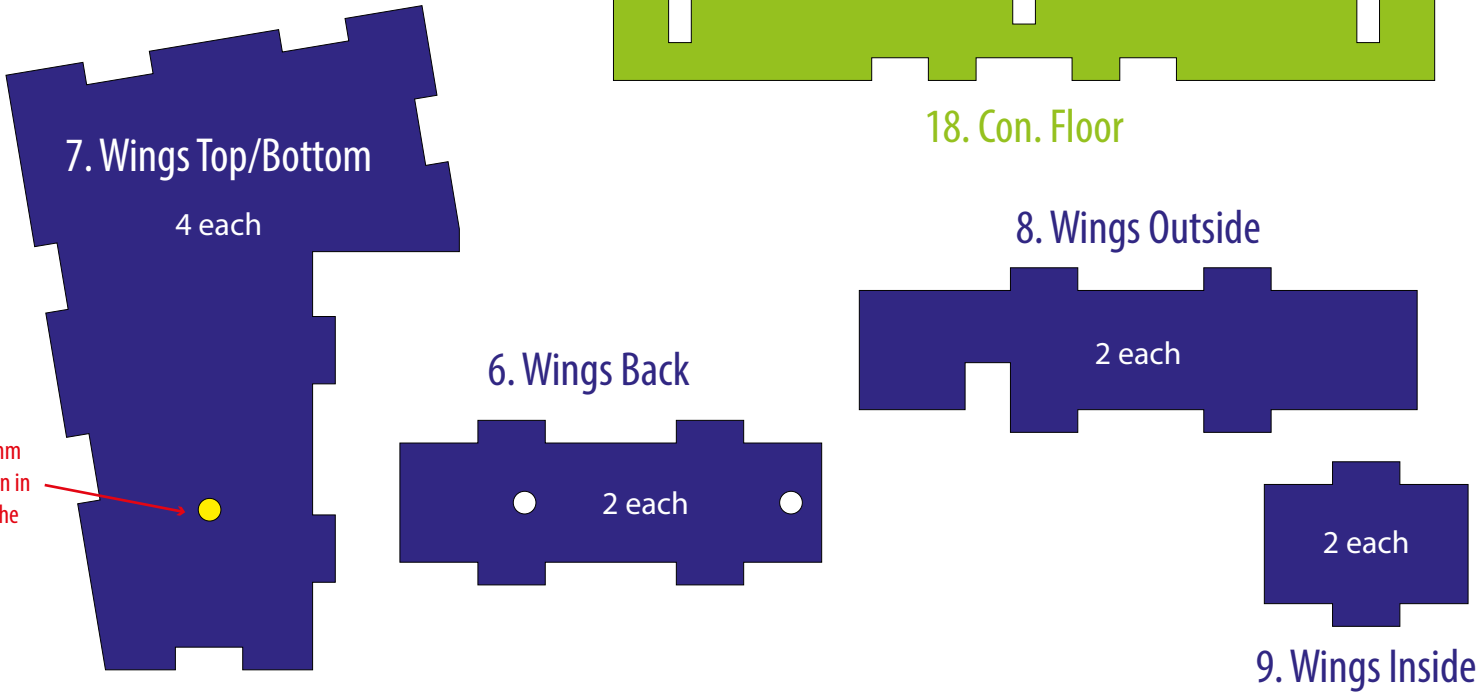 18. Con. Floor
7. Wings Top/Bottom
4 each
8. Wings Outside
2 each
6. Wings Back
2 each
in
2 each
9. Wings Inside